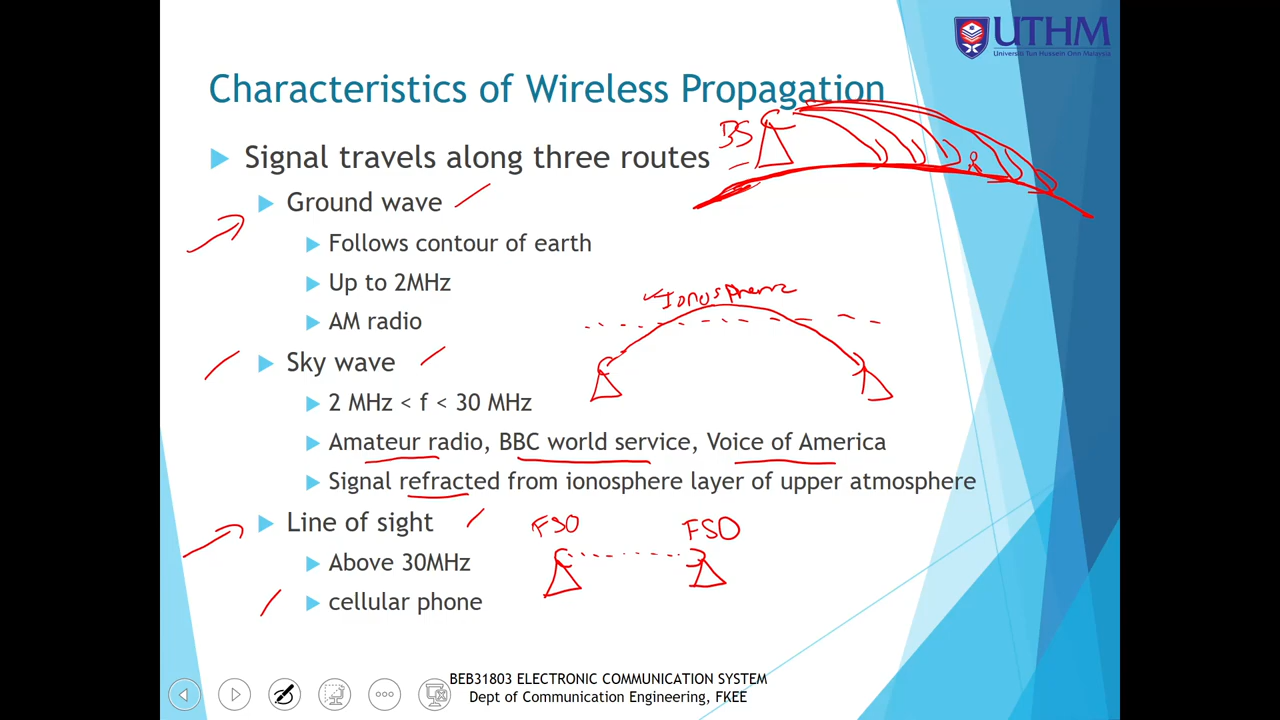 UTHM
Universiti Tun Hussein Onn Malaysia
Characteristics of Wireless Propagation
BS
Signal travels along three routes
Ground wave
Follows contour of earth
Up to 2MHz
Ionosphere
AM radio
Sky wave
2 MHz < f < 30 MHz
Amateur radio, BBC world service, Voice of America
Signal refracted from ionosphere layer of upper atmosphere
Line of sight
FSO FSO
Above 30MHz
cellular phone
BEB31803 ELECTRONIC COMMUNICATION SYSTEM
Dept of Communication Engineering, FKEE